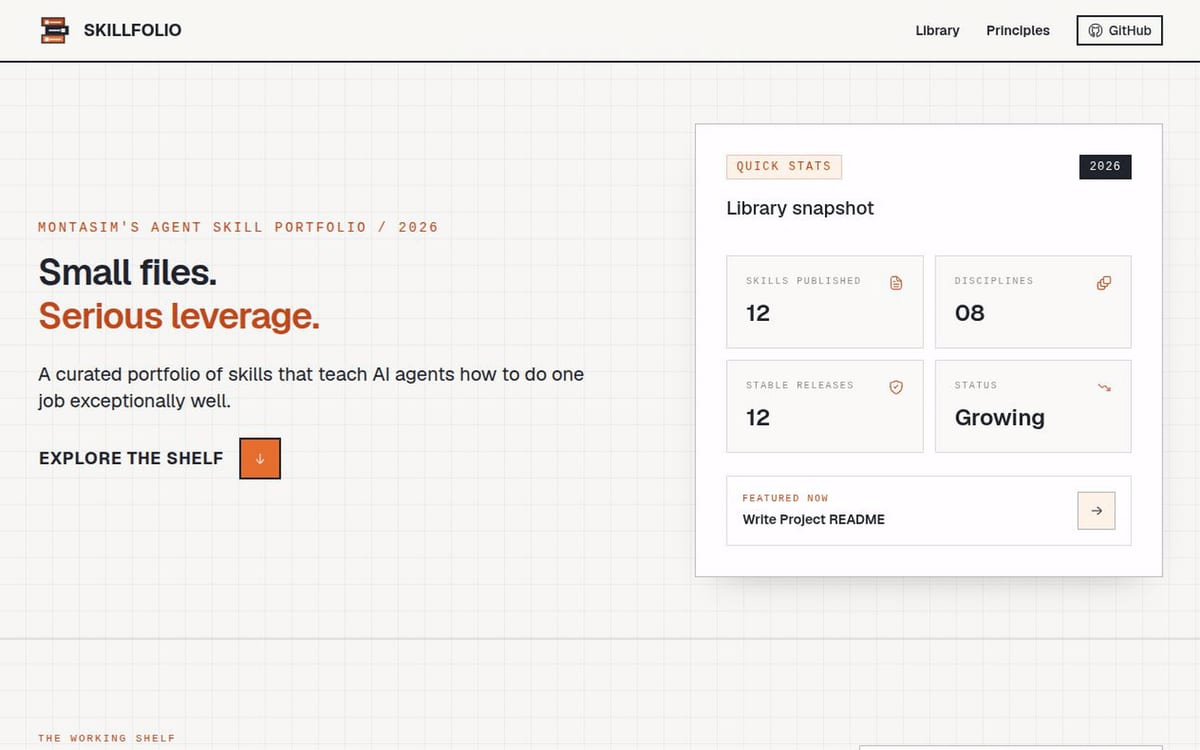 SKILLFOLIO
Library
Principles
GitHub
MONTASIM'S AGENT SKILL PORTFOLIO / 2026
Small files.
Serious leverage.
A curated portfolio of skills that teach AI agents how to do one
job exceptionally well.
EXPLORE THE SHELF
QUICK STATS
2026
Library snapshot
SKILLS PUBLISHED
12
DISCIPLINES
08
STABLE RELEASES
12
STATUS
Growing
FEATURED NOW
Write Project README
THE WORKING SHELF